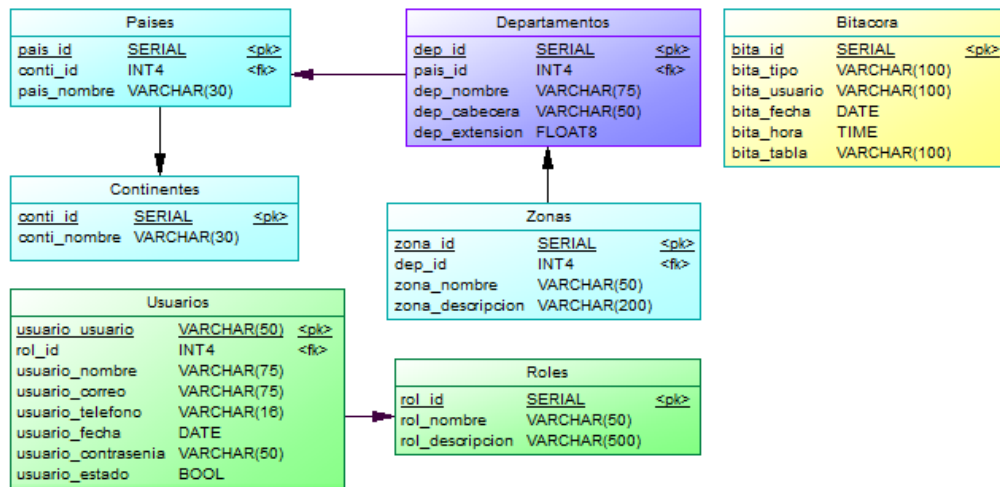 Paises
pais_id SERIAL <pk>
conti_id INT4 <fk>
pais_nombre VARCHAR(30)
Departamentos
dep_id SERIAL <pk>
pais_id INT4 <fk>
dep_nombre VARCHAR(75)
dep_cabecera VARCHAR(50)
dep_extension FLOAT8
Bitacora
bita_id SERIAL <pk>
bita_tipo VARCHAR(100)
bita_usuario VARCHAR(100)
bita_fecha DATE
bita_hora TIME
bita_tabla VARCHAR(100)
Continentes
conti_id SERIAL <pk>
conti_nombre VARCHAR(30)
Zonas
zona_id SERIAL <pk>
dep_id INT4 <fk>
zona_nombre VARCHAR(50)
zona_descripcion VARCHAR(200)
Usuarios
usuario_usuario VARCHAR(50) <pk>
rol_id INT4 <fk>
usuario_nombre VARCHAR(75)
usuario_correo VARCHAR(75)
usuario_telefono VARCHAR(16)
usuario_fecha DATE
usuario_contrasenia VARCHAR(50)
usuario_estado BOOL
Roles
rol_id SERIAL <pk>
rol_nombre VARCHAR(50)
rol_descripcion VARCHAR(500)